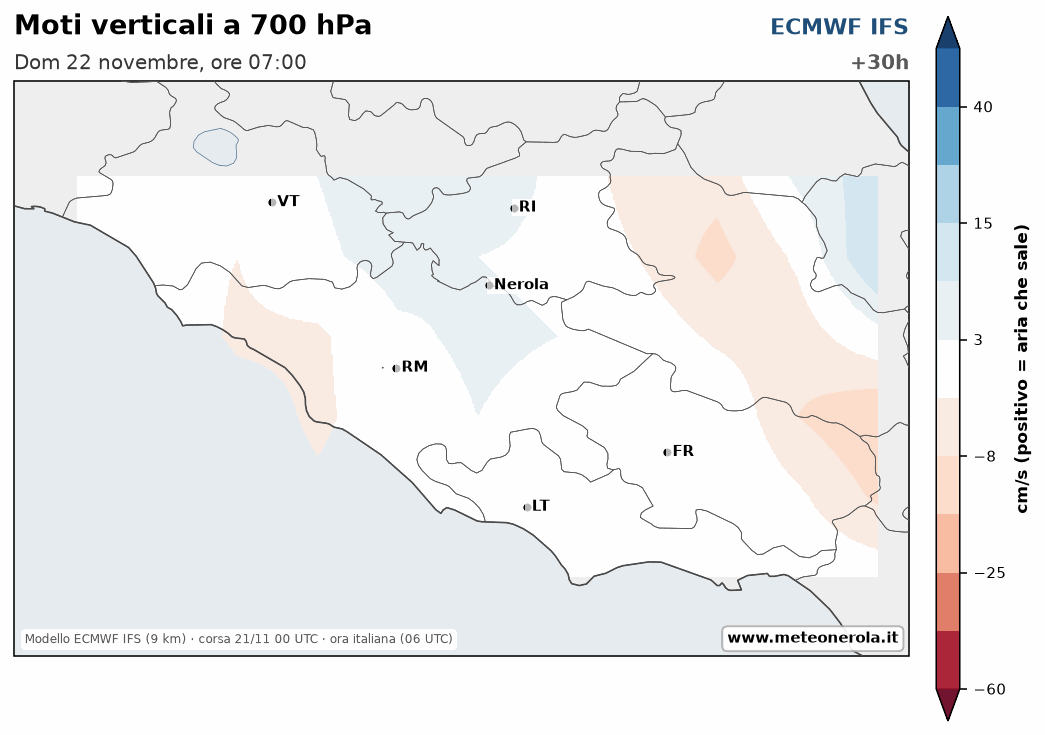 Moti verticali a 700 hPa
ECMWF IFS
Dom 22 novembre, ore 07:00
+30h
VT
RI
Nerola
RM
FR
LT
40
15
3
−8
−25
−60
cm/s (positivo = aria che sale)
Modello ECMWF IFS (9 km) · corsa 21/11 00 UTC · ora italiana (06 UTC)
www.meteonerola.it